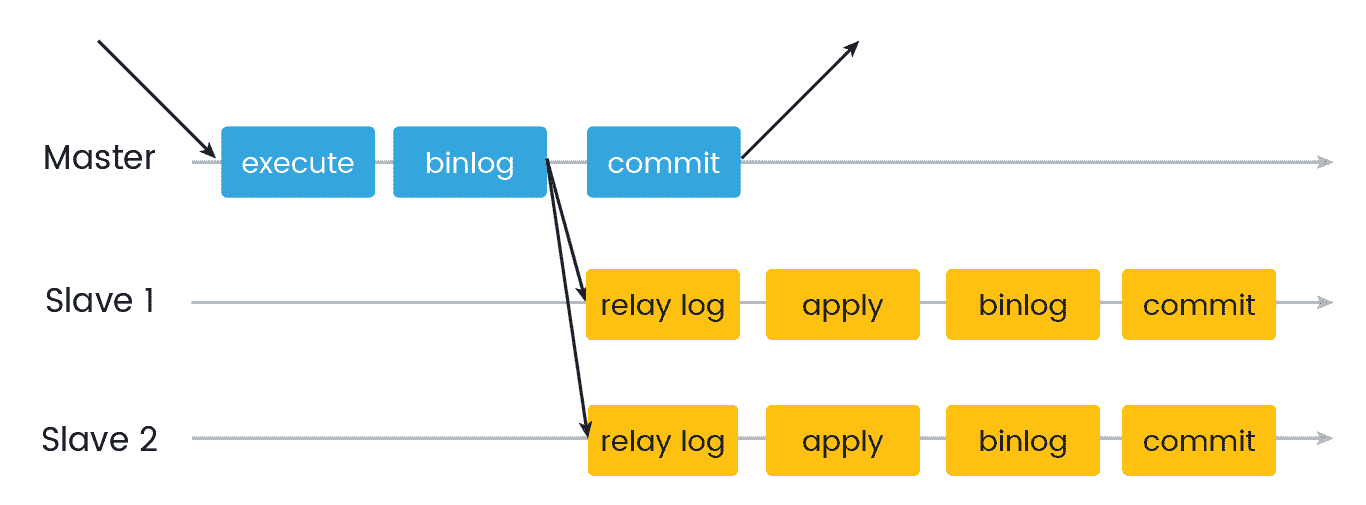 Master
execute
binlog
commit
Slave 1
relay log
apply
binlog
commit
Slave 2
relay log
apply
binlog
commit